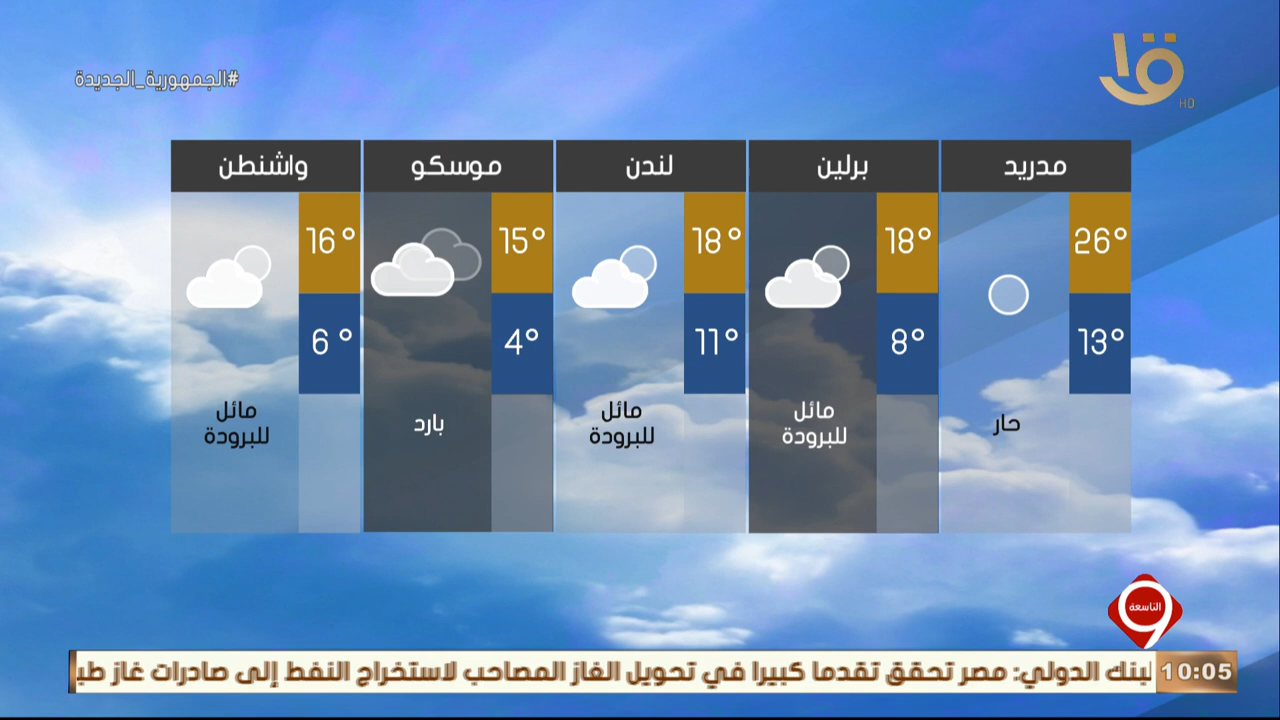 #الجمهورية_الجديدة
HD
مدريد
26°
13°
حار
برلين
18°
8°
مائل
للبرودة
لندن
18°
11°
مائل
للبرودة
موسكو
15°
4°
بارد
واشنطن
16°
6°
مائل
للبرودة
9
التاسعة
10:05
لبنك الدولي: مصر تحقق تقدما كبيرا في تحويل الغاز المصاحب لاستخراج النفط إلى صادرات غاز طب